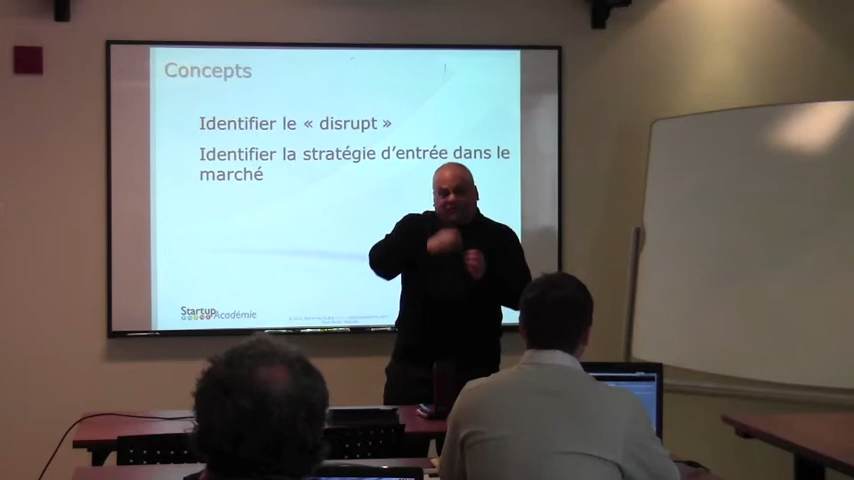 Concepts
Identifier le « disrupt »
Identifier la stratégie d'entrée dans le
marché
Startup Académie